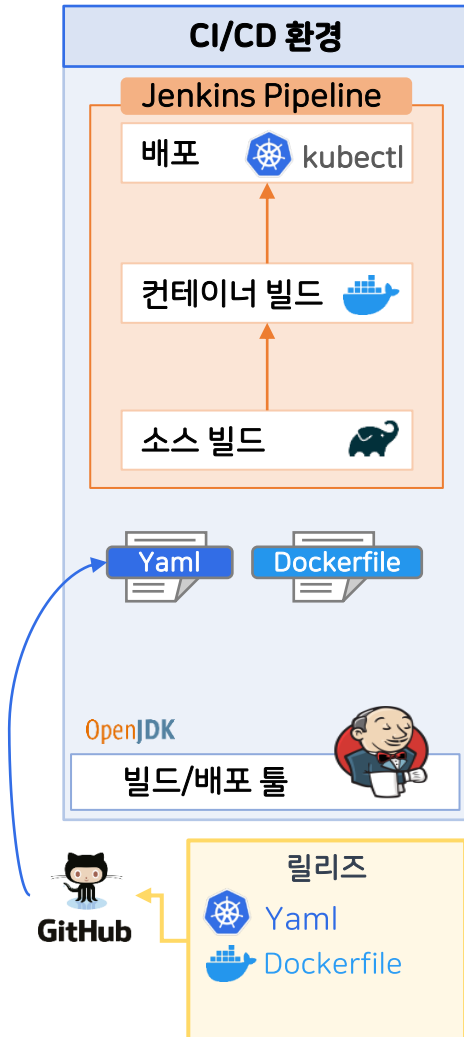 CI/CD 환경
Jenkins Pipeline
배포 kubectl
컨테이너 빌드
소스 빌드
Yaml Dockerfile
OpenJDK
빌드/배포 툴
릴리즈
GitHub
Yaml
Dockerfile